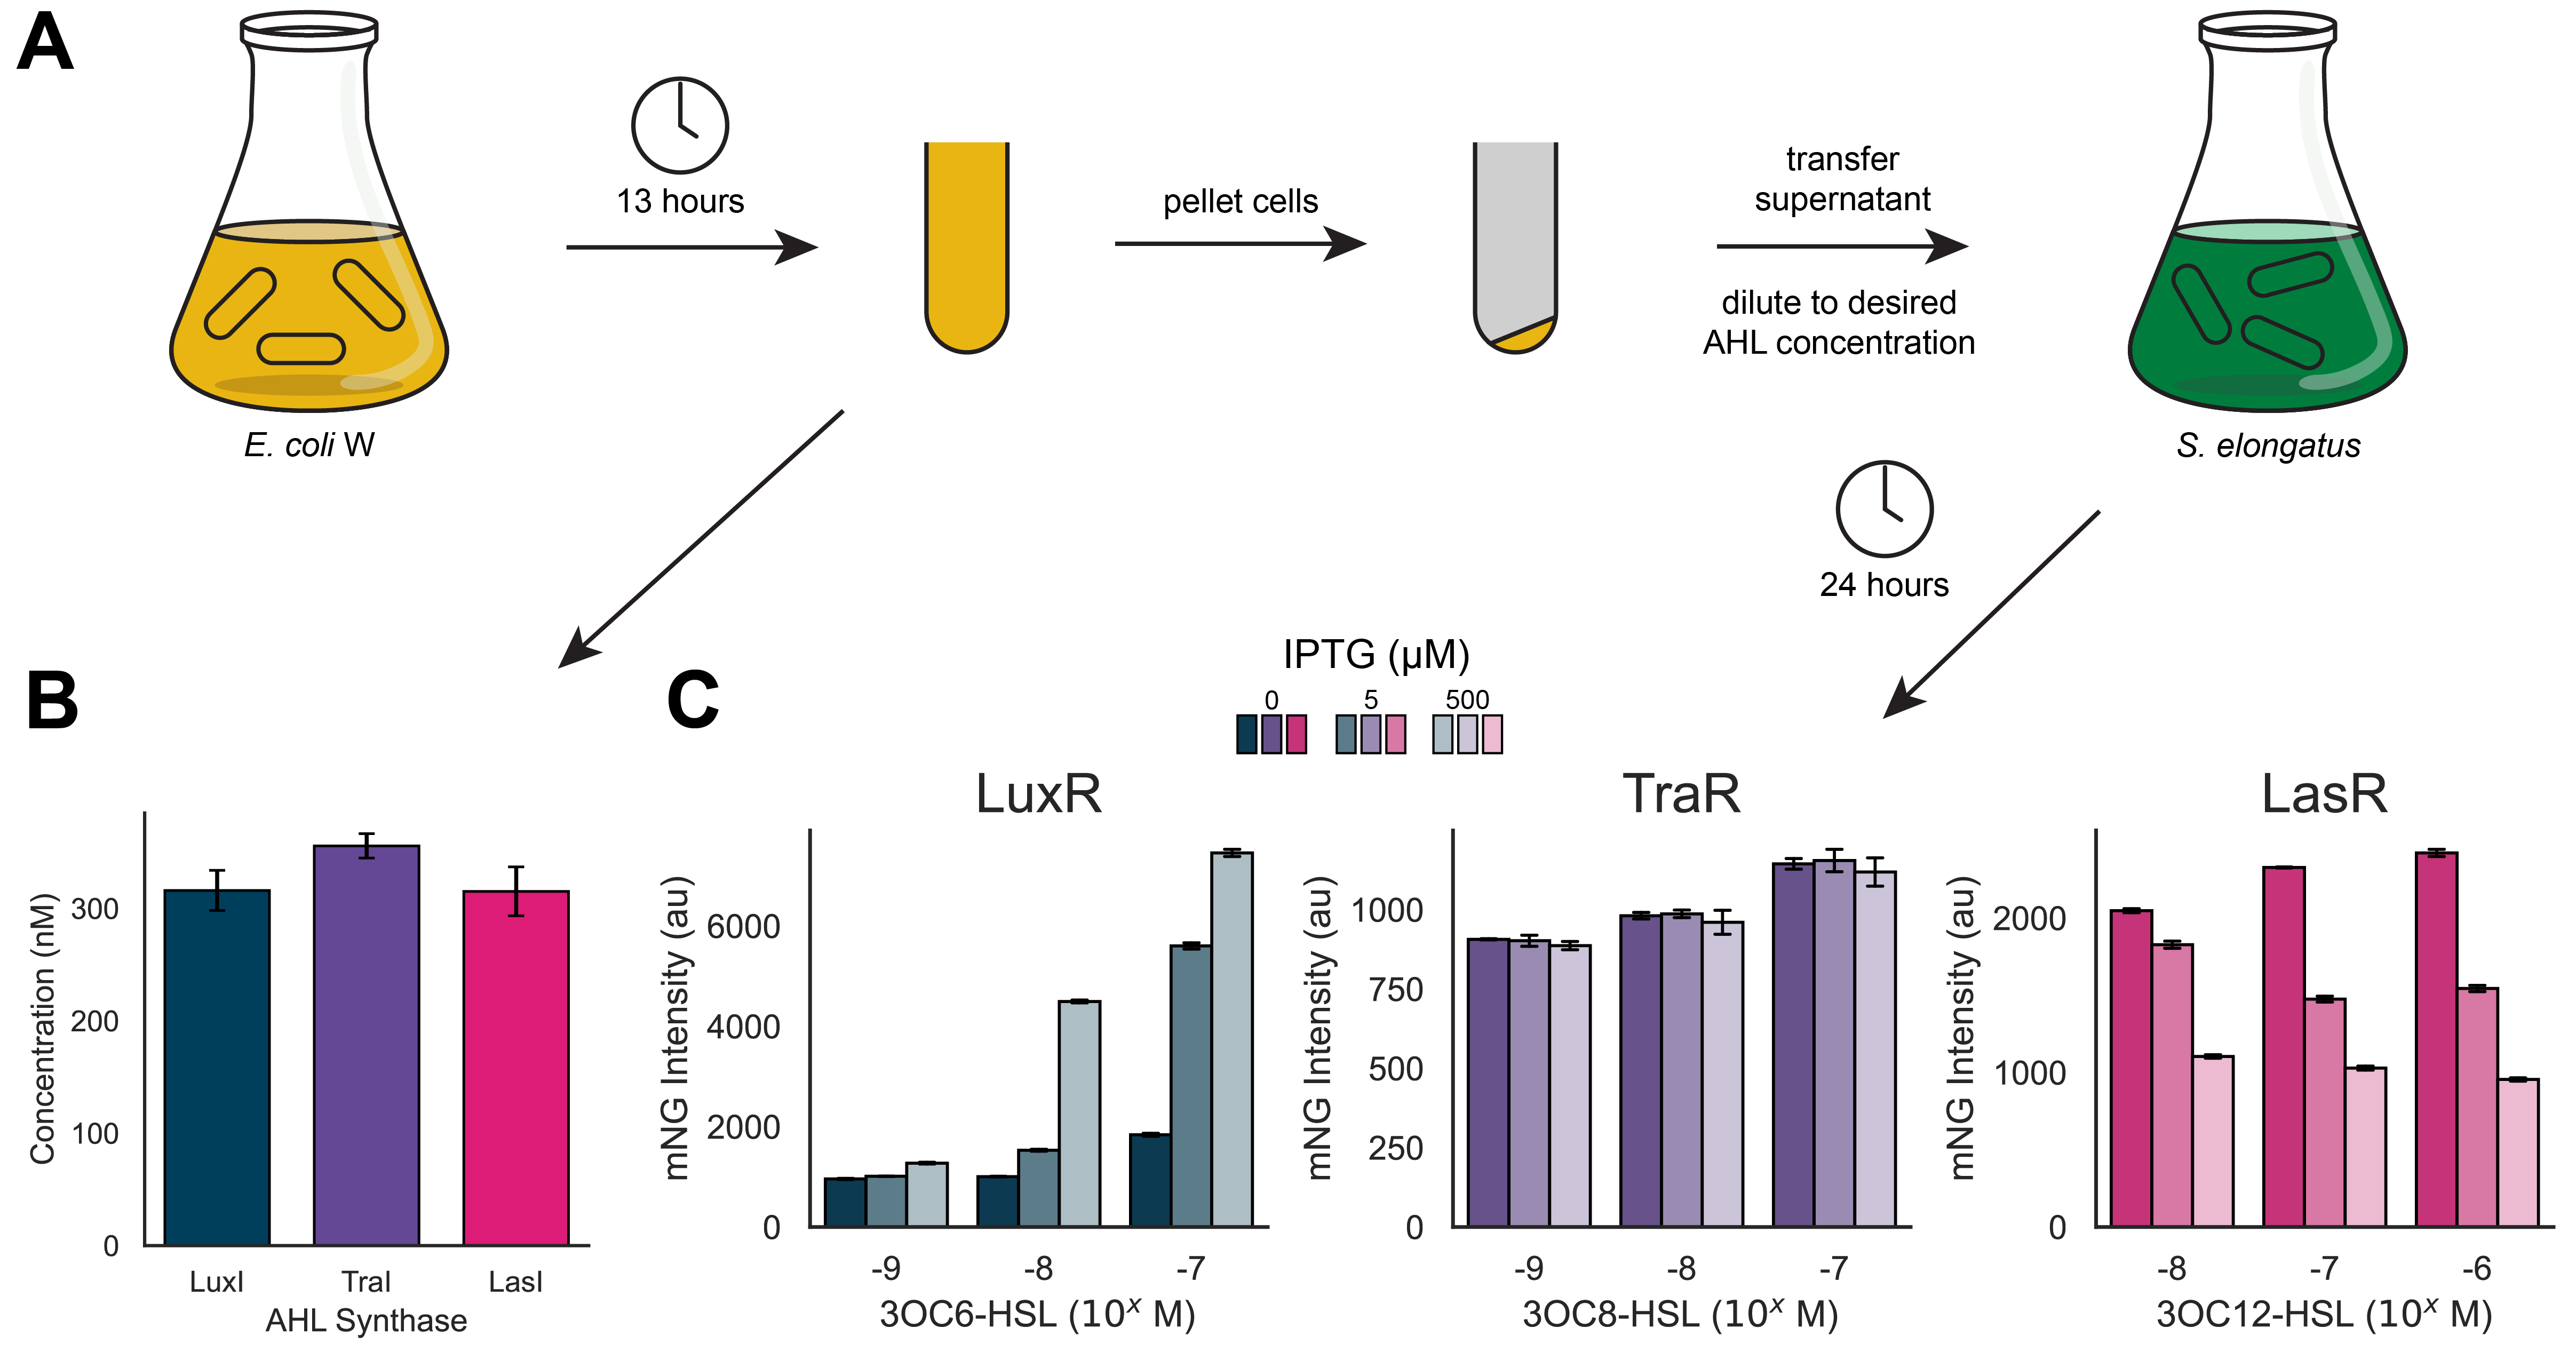 A
13 hours
pellet cells
transfer
supernatant
dilute to desired
AHL concentration
E. coli W
S. elongatus
24 hours
B
Concentration (nM)
300
200
100
0
LuxI
TraI
LasI
AHL Synthase
C
IPTG (µM)
0
5
500
LuxR
mNG Intensity (au)
6000
4000
2000
0
-9
-8
-7
3OC6-HSL (10ˣ M)
TraR
mNG Intensity (au)
1000
750
500
250
0
-9
-8
-7
3OC8-HSL (10ˣ M)
LasR
mNG Intensity (au)
2000
1000
0
-8
-7
-6
3OC12-HSL (10ˣ M)